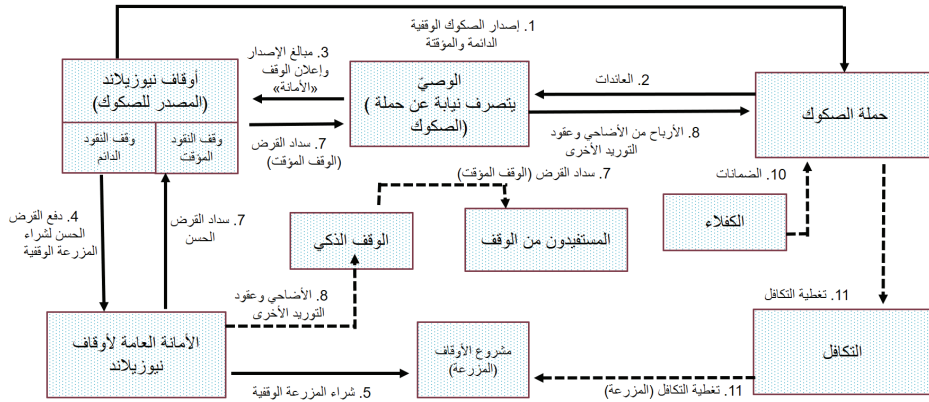 1. إصدار الصكوك الوقفية
الدائمة والمؤقتة
أوقاف نيوزيلاند
(المصدر للصكوك)
وقف النقود
المؤقت
وقف النقود
الدائم
3. مبالغ الإصدار
وإعلان الوقف
«الأمانة»
الوصيّ
يتصرف نيابة عن حملة )
(الصكوك
2. العائدات
حملة الصكوك
7. سداد القرض
(الوقف المؤقت)
8. الأرباح من الأضاحي وعقود
التوريد الأخرى
10. الضمانات
7. سداد القرض (الوقف المؤقت)
4. دفع القرض
الحسن لشراء
المزرعة الوقفية
7. سداد القرض
الحسن
الوقف الذكي
المستفيدون من الوقف
الكفلاء
8. الأضاحي وعقود
التوريد الأخرى
11. تغطية التكافل
الأمانة العامة لأوقاف
نيوزيلاند
مشروع الأوقاف
(المزرعة)
التكافل
5. شراء المزرعة الوقفية
11. تغطية التكافل (المزرعة)